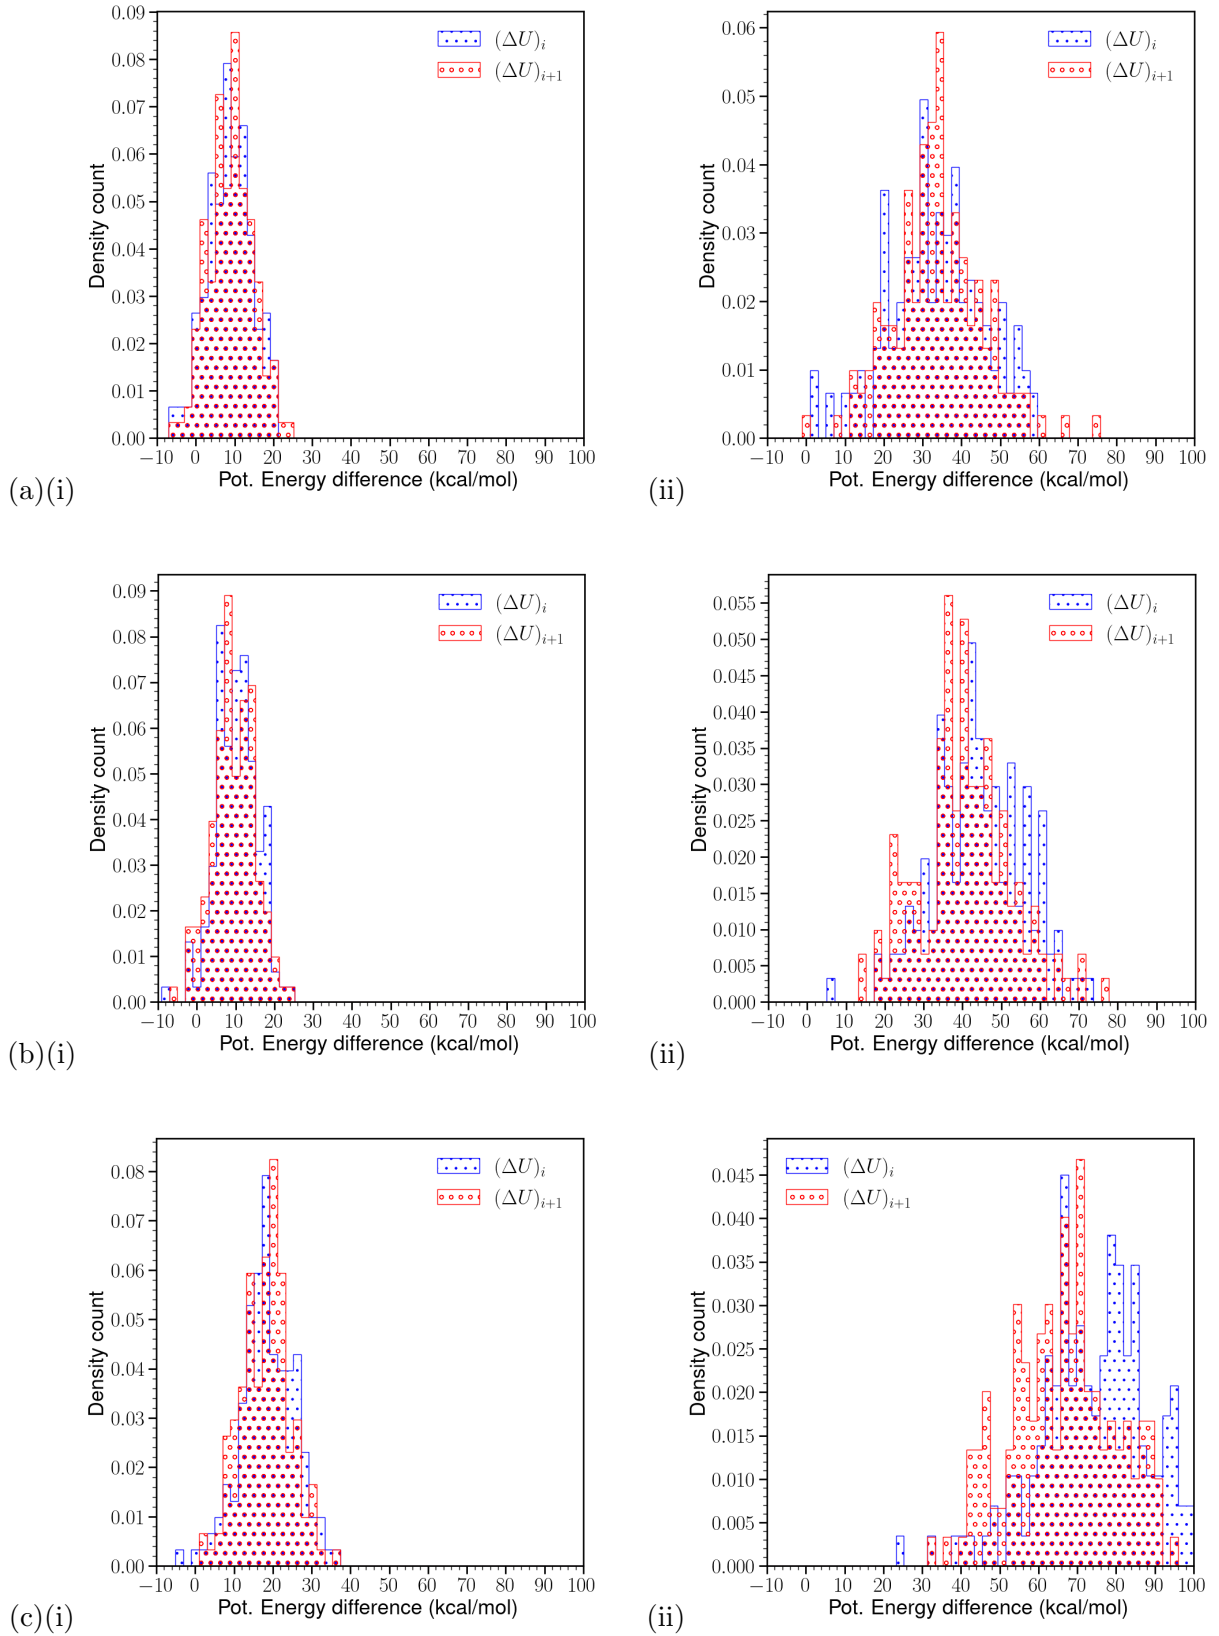 0.09
0.08
0.07
0.06
0.05
0.04
0.03
0.02
0.01
0.00
−10 0 10 20 30 40 50 60 70 80 90 100
Density count
Pot. Energy difference (kcal/mol)
(ΔU)i
(ΔU)i+1
(a)(i)
0.06
0.05
0.04
0.03
0.02
0.01
0.00
−10 0 10 20 30 40 50 60 70 80 90 100
Density count
Pot. Energy difference (kcal/mol)
(ΔU)i
(ΔU)i+1
(ii)
0.09
0.08
0.07
0.06
0.05
0.04
0.03
0.02
0.01
0.00
−10 0 10 20 30 40 50 60 70 80 90 100
Density count
Pot. Energy difference (kcal/mol)
(ΔU)i
(ΔU)i+1
(b)(i)
0.055
0.050
0.045
0.040
0.035
0.030
0.025
0.020
0.015
0.010
0.005
0.000
−10 0 10 20 30 40 50 60 70 80 90 100
Density count
Pot. Energy difference (kcal/mol)
(ΔU)i
(ΔU)i+1
(ii)
0.08
0.07
0.06
0.05
0.04
0.03
0.02
0.01
0.00
−10 0 10 20 30 40 50 60 70 80 90 100
Density count
Pot. Energy difference (kcal/mol)
(ΔU)i
(ΔU)i+1
(c)(i)
0.045
0.040
0.035
0.030
0.025
0.020
0.015
0.010
0.005
0.000
−10 0 10 20 30 40 50 60 70 80 90 100
Density count
Pot. Energy difference (kcal/mol)
(ΔU)i
(ΔU)i+1
(ii)